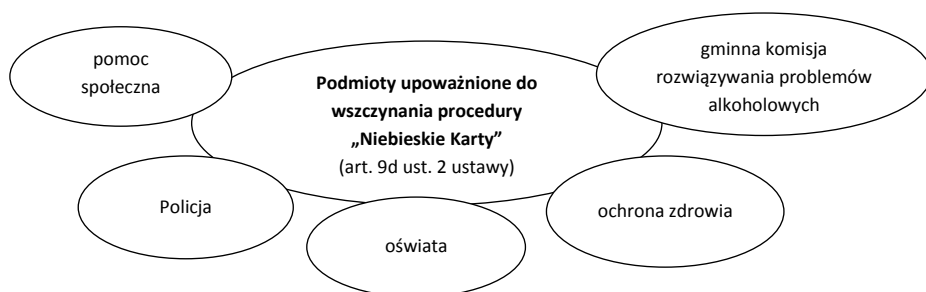 pomoc
społeczna
Podmioty upoważnione do
wszczynania procedury
„Niebieskie Karty”
(art. 9d ust. 2 ustawy)
gminna komisja
rozwiązywania problemów
alkoholowych
Policja
oświata
ochrona zdrowia